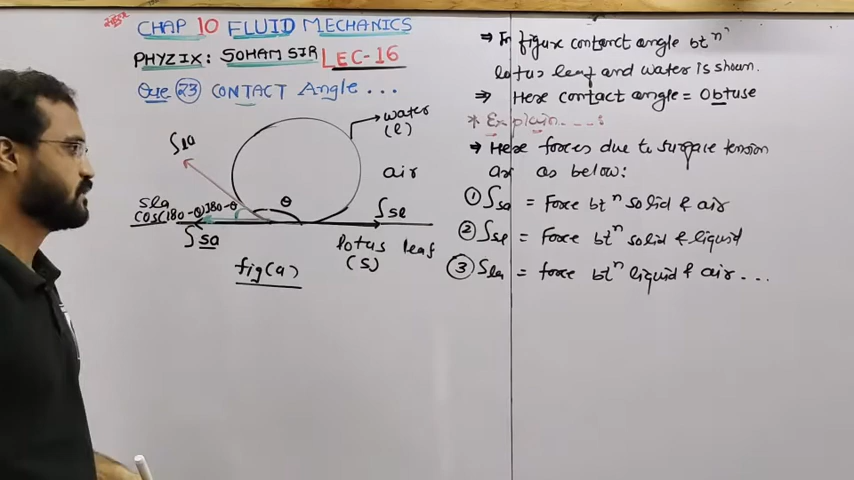 CHAP 10 FLUID MECHANICS
PHYZIX: SOHAM SIR LEC-16
Que 23 CONTACT Angle ...
water
(l)
Sla
air
θ
Sla
cos(180-θ) 180-θ
Ssl
Ssa
lotus leaf
(S)
fig(a)
⇒ In figure contanct angle btⁿ
lotus leaf and water is shown.
⇒ Here contact angle = Obtuse
* Explain....:
→ Here forces due to surface tension
are as below:
① Ssa = Force btⁿ solid & air
② Ssl = Force btⁿ solid & liquid
③ Sla = force btⁿ liquid & air ...